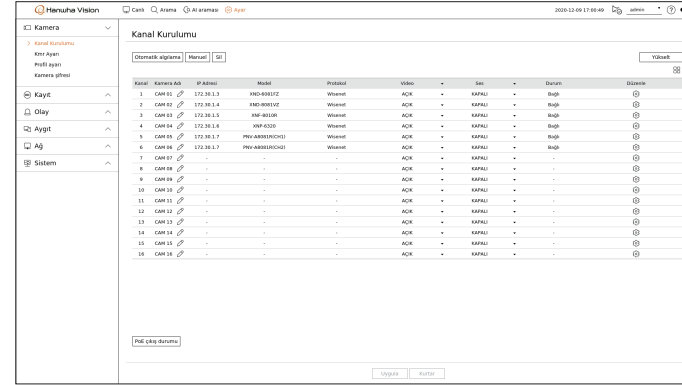 Hanwha Vision Canlı Arama AI araması Ayar 2020-12-09 17:00:49 admin
Kamera
Kanal Kurulumu
Kmr Ayarı
Profil ayarı
Kamera şifresi
Kayıt
Olay
Aygıt
Ağ
Sistem
Kanal Kurulumu
Otomatik algılama Manuel Sil Yükselt
Kanal Kamera Adi IP Adresi Model Protokol Video Ses Durum Düzenle
1 CAM 01 172.30.1.3 XND-6081FZ Wisenet AÇIK KAPALI Bağlı
2 CAM 02 172.30.1.4 XND-8081VZ Wisenet AÇIK KAPALI Bağlı
3 CAM 03 172.30.1.5 XNF-8010R Wisenet AÇIK KAPALI Bağlı
4 CAM 04 172.30.1.6 XNP-6320 Wisenet AÇIK KAPALI Bağlı
5 CAM 05 172.30.1.7 PNV-A8081R(CH1) Wisenet AÇIK KAPALI Bağlı
6 CAM 06 172.30.1.7 PNV-A8081R(CH2) Wisenet AÇIK KAPALI Bağlı
7 CAM 07 - - - AÇIK KAPALI -
8 CAM 08 - - - AÇIK KAPALI -
9 CAM 09 - - - AÇIK KAPALI -
10 CAM 10 - - - AÇIK KAPALI -
11 CAM 11 - - - AÇIK KAPALI -
12 CAM 12 - - - AÇIK KAPALI -
13 CAM 13 - - - AÇIK KAPALI -
14 CAM 14 - - - AÇIK KAPALI -
15 CAM 15 - - - AÇIK KAPALI -
16 CAM 16 - - - AÇIK KAPALI -
PoE çıkış durumu
Uygula Kurtar